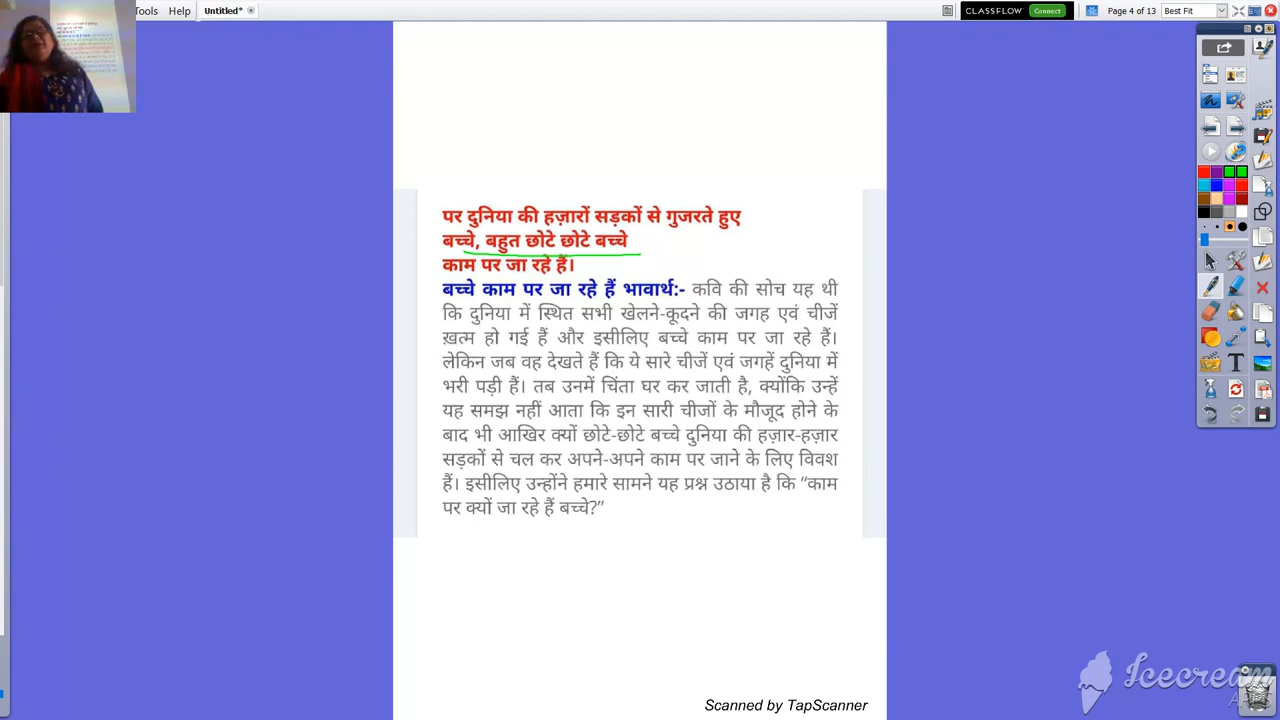 Tools Help Untitled* CLASSFLOW Connect Page 4 of 13 Best Fit
पर दुनिया की हज़ारों सड़कों से गुजरते हुए
बच्चे, बहुत छोटे छोटे बच्चे
काम पर जा रहे हैं।
बच्चे काम पर जा रहे हैं भावार्थ:- कवि की सोच यह थी
कि दुनिया में स्थित सभी खेलने-कूदने की जगह एवं चीजें
ख़त्म हो गई हैं और इसीलिए बच्चे काम पर जा रहे हैं।
लेकिन जब वह देखते हैं कि ये सारे चीजें एवं जगहें दुनिया में
भरी पड़ी हैं। तब उनमें चिंता घर कर जाती है, क्योंकि उन्हें
यह समझ नहीं आता कि इन सारी चीजों के मौजूद होने के
बाद भी आखिर क्यों छोटे-छोटे बच्चे दुनिया की हज़ार-हज़ार
सड़कों से चल कर अपने-अपने काम पर जाने के लिए विवश
हैं। इसीलिए उन्होंने हमारे सामने यह प्रश्न उठाया है कि “काम
पर क्यों जा रहे हैं बच्चे?”
Icecream
APPS
Scanned by TapScanner